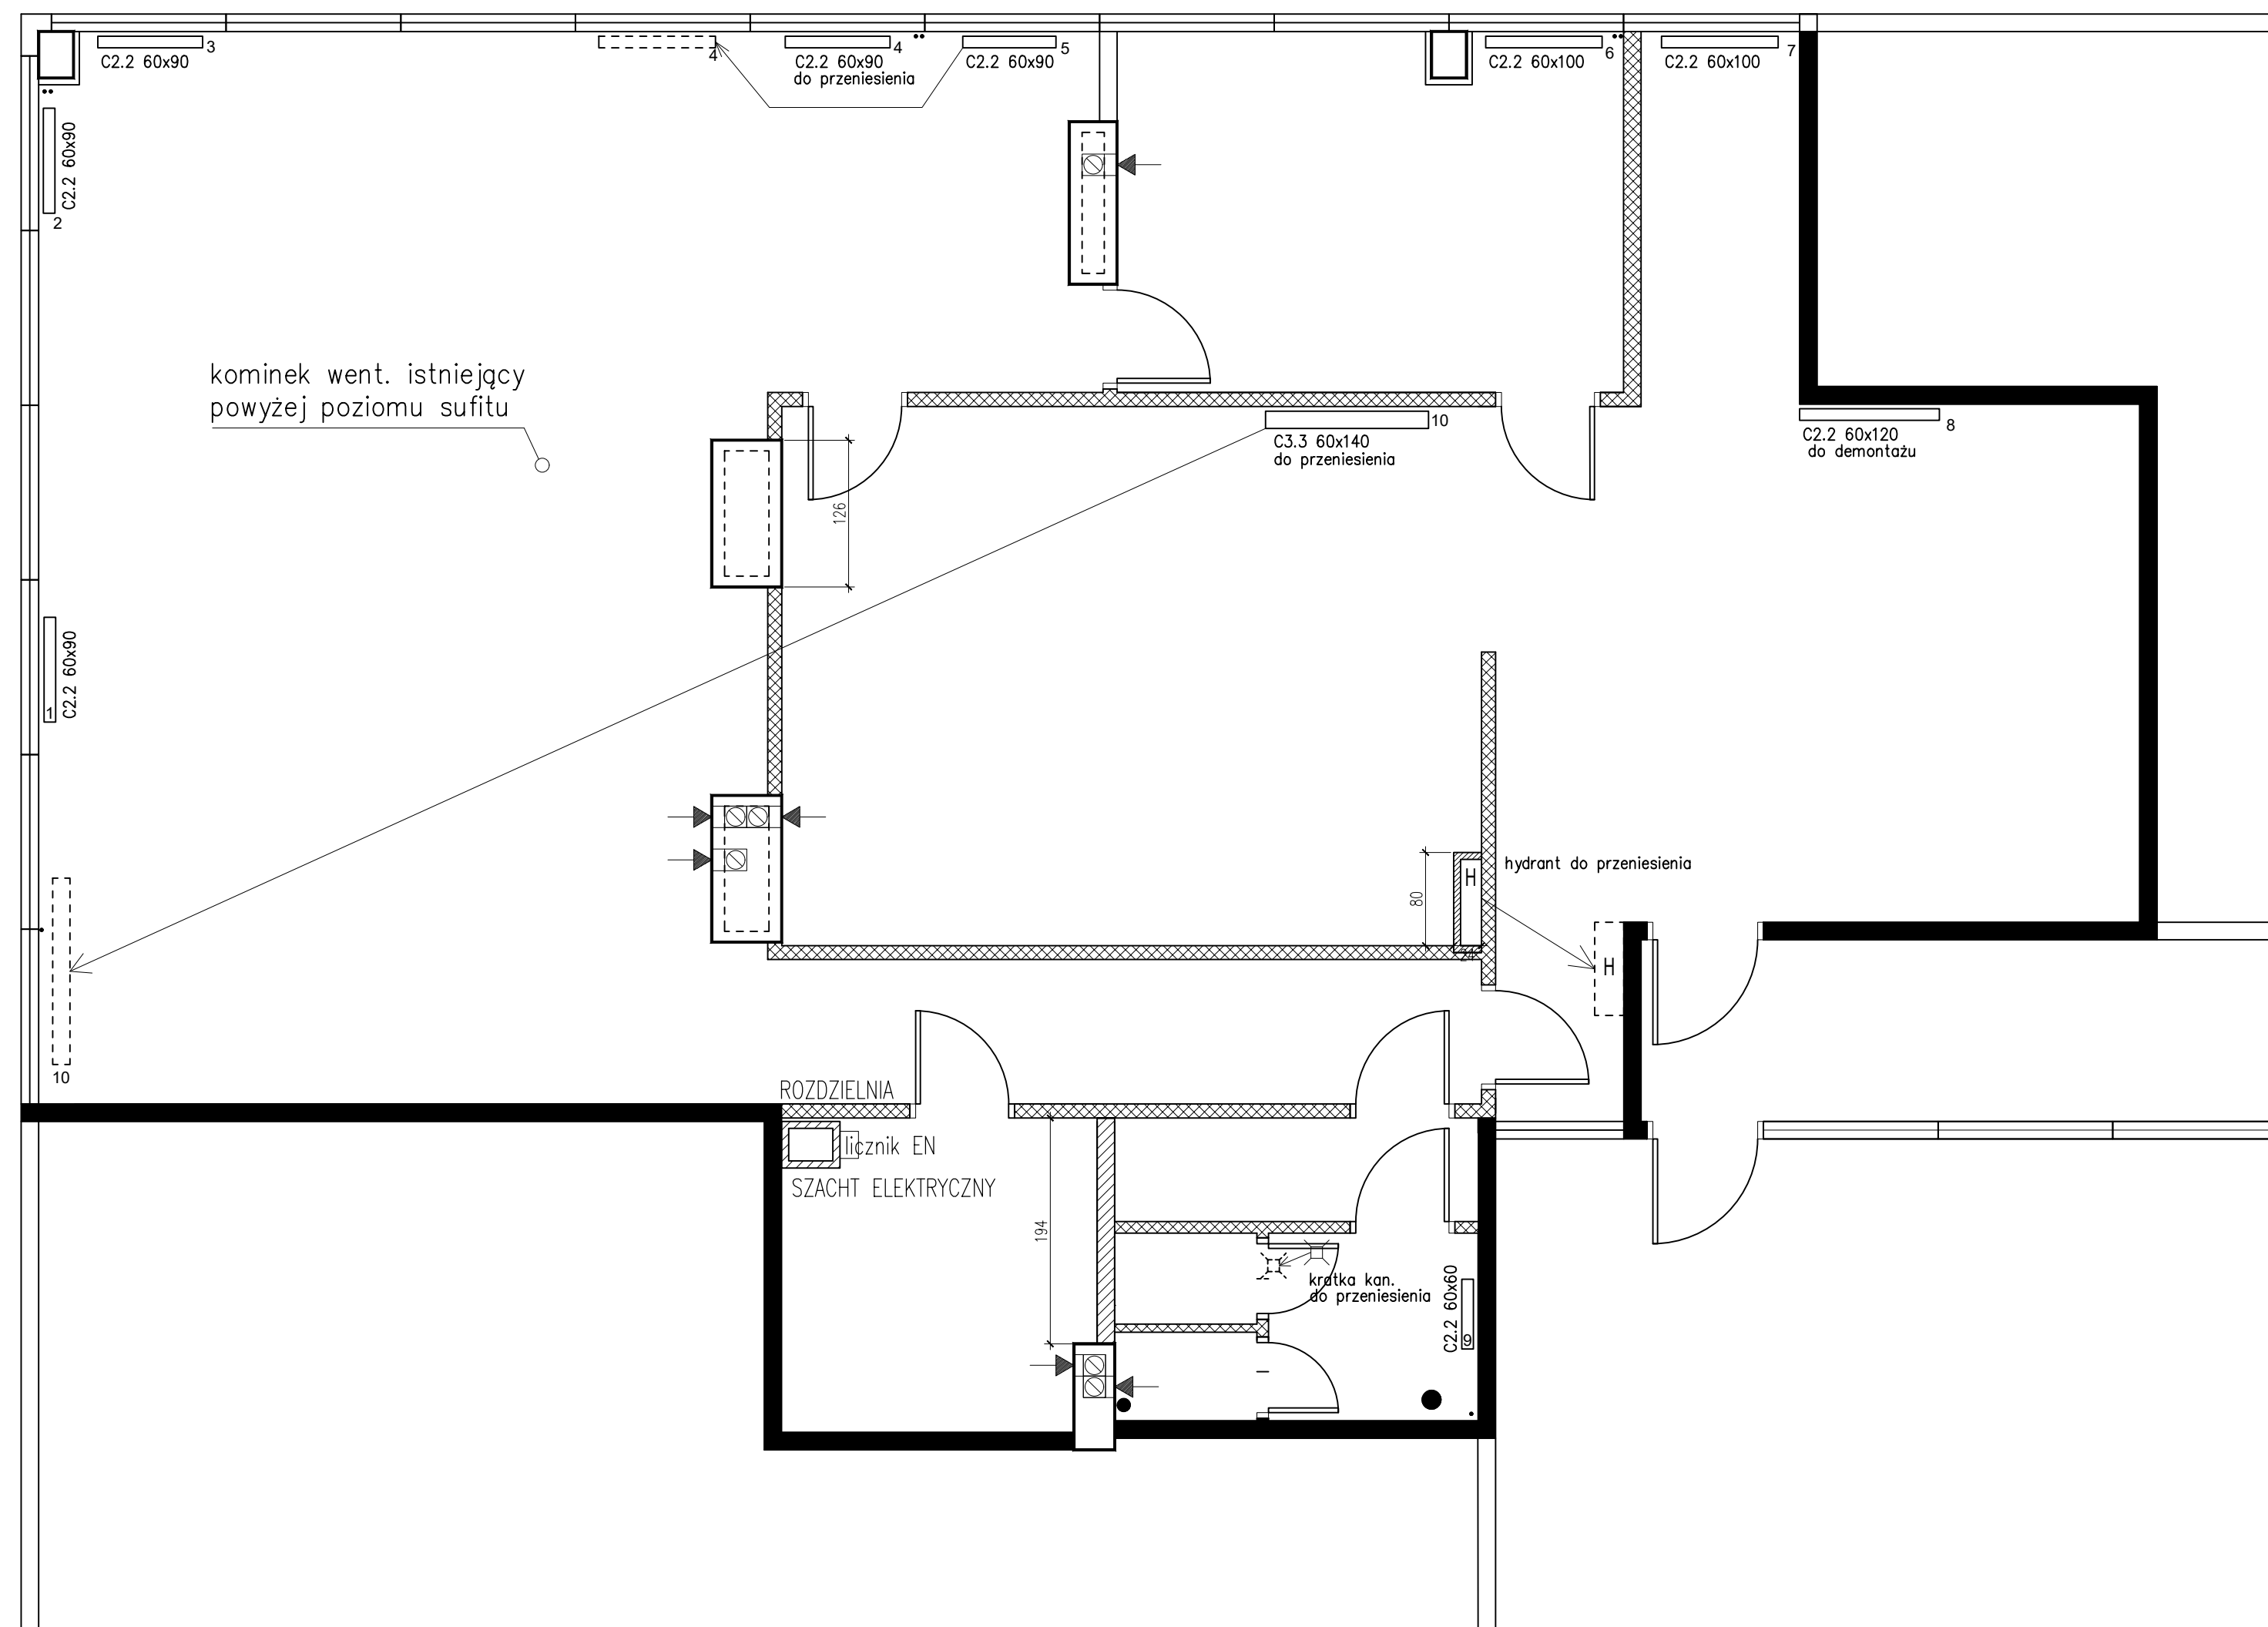 3
C2.2 60x90
4
4
C2.2 60x90
do przeniesienia
5
C2.2 60x90
6
C2.2 60x100
7
C2.2 60x100
C2.2 60x90
2
kominek went. istniejący
powyżej poziomu sufitu
10
C3.3 60x140
do przeniesienia
8
C2.2 60x120
do demontażu
126
C2.2 60x90
1
H
hydrant do przeniesienia
80
H
10
ROZDZIELNIA
licznik EN
SZACHT ELEKTRYCZNY
194
kratka kan.
do przeniesienia
C2.2 60x60
9